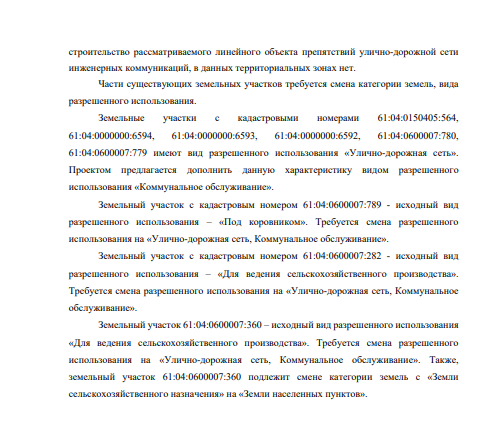 строительство рассматриваемого линейного объекта препятствий улично-дорожной сети
инженерных коммуникаций, в данных территориальных зонах нет.
Части существующих земельных участков требуется смена категории земель, вида
разрешенного использования.
Земельные участки с кадастровыми номерами 61:04:0150405:564,
61:04:0000000:6594, 61:04:0000000:6593, 61:04:0000000:6592, 61:04:0600007:780,
61:04:0600007:779 имеют вид разрешенного использования «Улично-дорожная сеть».
Проектом предлагается дополнить данную характеристику видом разрешенного
использования «Коммунальное обслуживание».
Земельный участок с кадастровым номером 61:04:0600007:789 - исходный вид
разрешенного использования – «Под коровником». Требуется смена разрешенного
использования на «Улично-дорожная сеть, Коммунальное обслуживание».
Земельный участок с кадастровым номером 61:04:0600007:282 - исходный вид
разрешенного использования – «Для ведения сельскохозяйственного производства».
Требуется смена разрешенного использования на «Улично-дорожная сеть, Коммунальное
обслуживание».
Земельный участок 61:04:0600007:360 – исходный вид разрешенного использования
«Для ведения сельскохозяйственного производства». Требуется смена разрешенного
использования на «Улично-дорожная сеть, Коммунальное обслуживание». Также,
земельный участок 61:04:0600007:360 подлежит смене категории земель с «Земли
сельскохозяйственного назначения» на «Земли населенных пунктов».